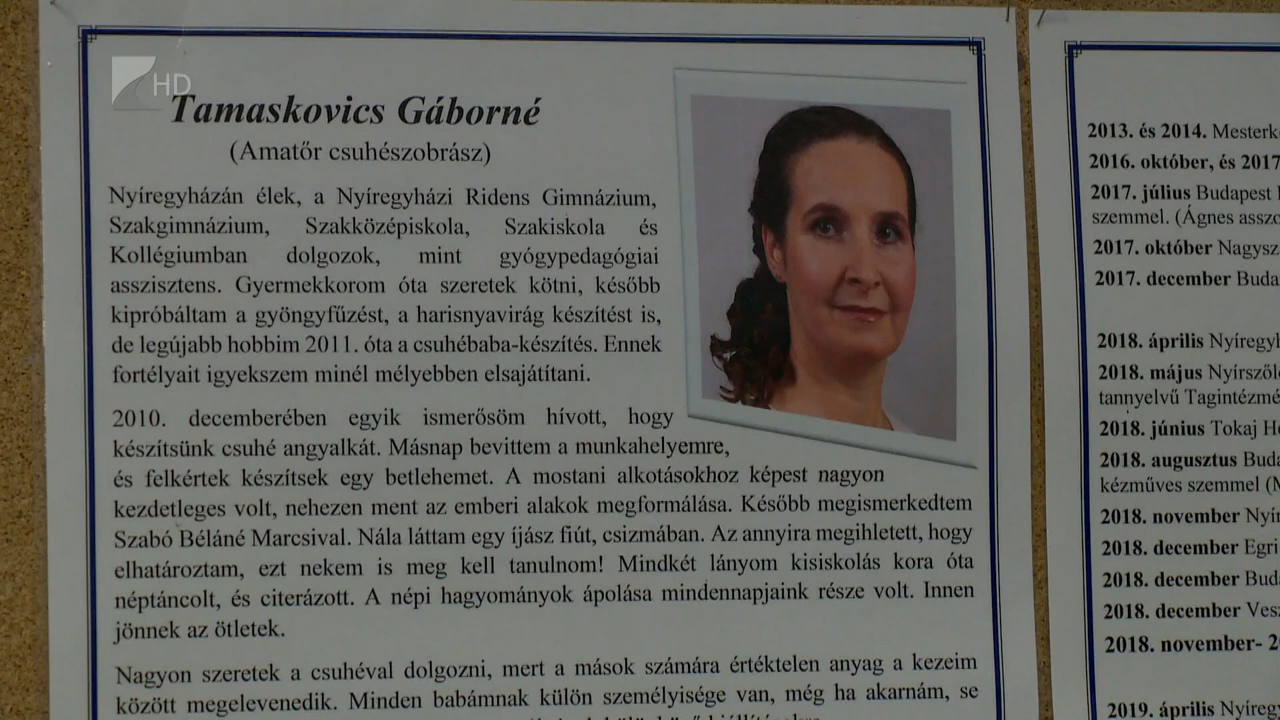 HD
Tamaskovics Gáborné
(Amatőr csuhészobrász)
Nyíregyházán élek, a Nyíregyházi Ridens Gimnázium,
Szakgimnázium, Szakközépiskola, Szakiskola és
Kollégiumban dolgozok, mint gyógypedagógiai
asszisztens. Gyermekkorom óta szeretek kötni, később
kipróbáltam a gyöngyfűzést, a harisnyavirág készítést is,
de legújabb hobbim 2011. óta a csuhébaba-készítés. Ennek
fortélyait igyekszem minél mélyebben elsajátítani.
2010. decemberében egyik ismerősöm hívott, hogy
készítsünk csuhé angyalkát. Másnap bevittem a munkahelyemre,
és felkértek készítsek egy betlehemet. A mostani alkotásokhoz képest nagyon
kezdetleges volt, nehezen ment az emberi alakok megformálása. Később megismerkedtem
Szabó Béláné Marcsival. Nála láttam egy íjász fiút, csizmában. Az annyira megihletett, hogy
elhatároztam, ezt nekem is meg kell tanulnom! Mindkét lányom kisiskolás kora óta
néptáncolt, és citerázott. A népi hagyományok ápolása mindennapjaink része volt. Innen
jönnek az ötletek.
Nagyon szeretek a csuhéval dolgozni, mert a mások számára értéktelen anyag a kezeim
között megelevenedik. Minden babámnak külön személyisége van, még ha akarnám, se
2013. és 2014.
2016. október, és 2017
2017. július Budapest
szemmel. (Ágnes
2017. október
2017. december
2018. április
2018. május
tannyelvű
2018. június Tokaj
2018. augusztus
kézműves szemmel
2018. november
2018. december Egri
2018. december
2018. december
2018. november-
2019. április